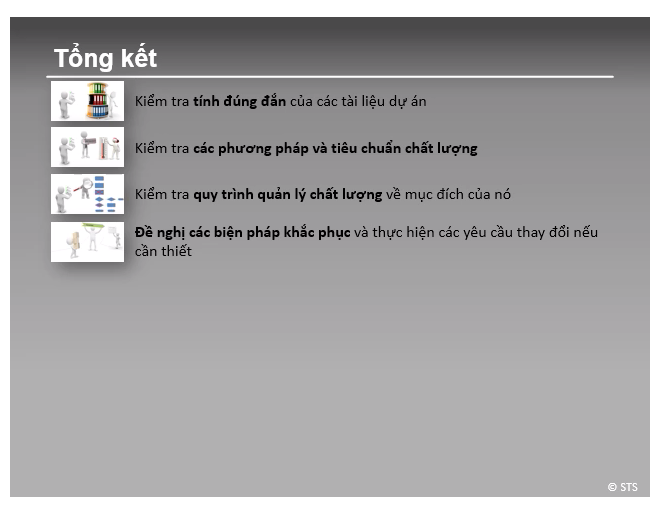 Tổng kết
Kiểm tra tính đúng đắn của các tài liệu dự án
Kiểm tra các phương pháp và tiêu chuẩn chất lượng
Kiểm tra quy trình quản lý chất lượng về mục đích của nó
Đề nghị các biện pháp khắc phục và thực hiện các yêu cầu thay đổi nếu
cần thiết
© STS